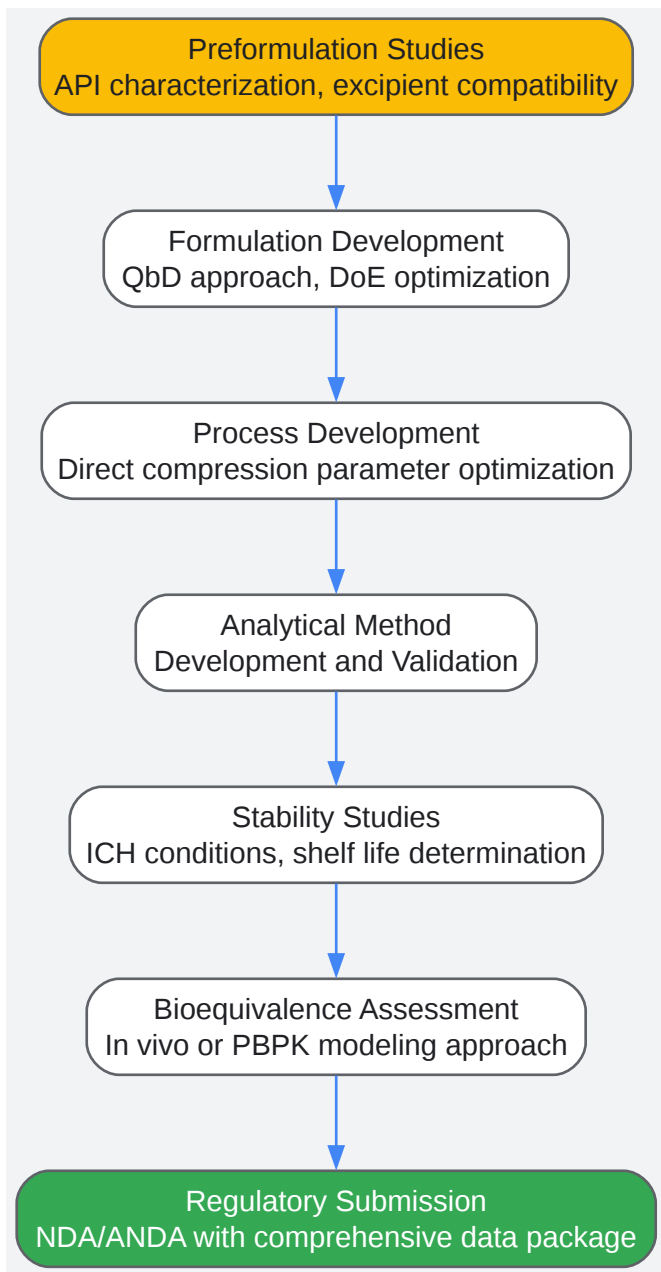 Preformulation Studies
API characterization, excipient compatibility
Formulation Development
QbD approach, DoE optimization
Process Development
Direct compression parameter optimization
Analytical Method
Development and Validation
Stability Studies
ICH conditions, shelf life determination
Bioequivalence Assessment
In vivo or PBPK modeling approach
Regulatory Submission
NDA/ANDA with comprehensive data package